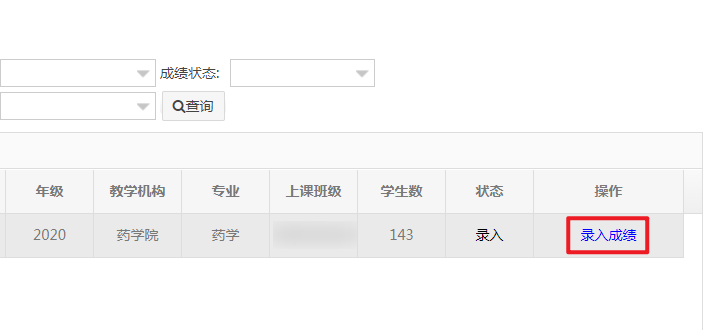 成绩状态:
查询
年级 教学机构 专业 上课班级 学生数 状态 操作
2020 药学院 药学 143 录入 录入成绩